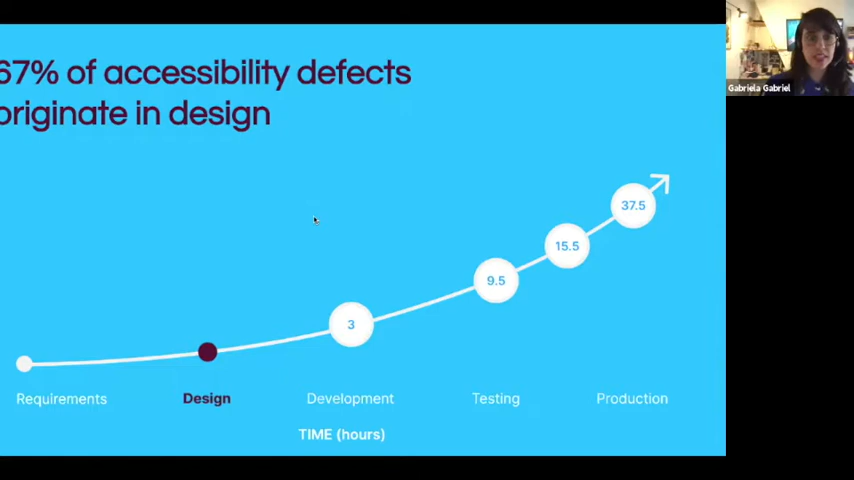 67% of accessibility defects
originate in design
37.5
15.5
9.5
3
Requirements
Design
Development
Testing
Production
TIME (hours)
Gabriela Gabriel